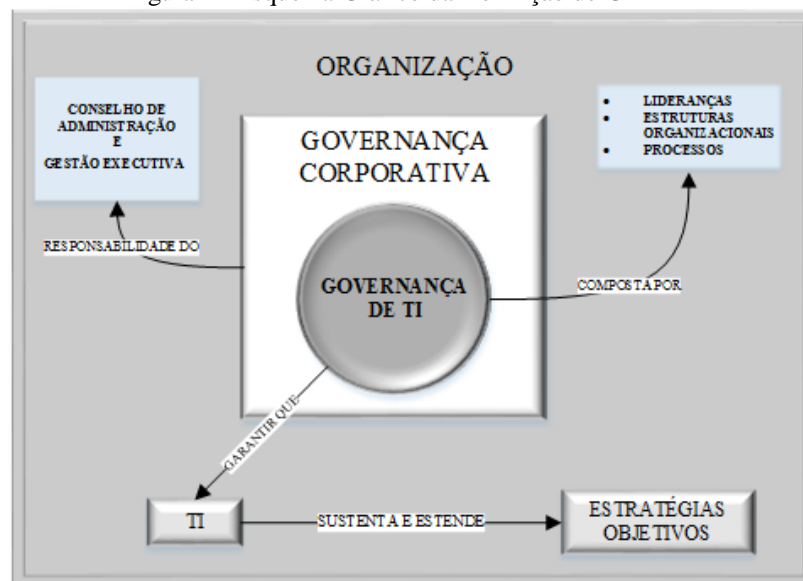 ORGANIZAÇÃO
CONSELHO DE
ADMINISTRAÇÃO
E
GESTÃO EXECUTIVA
• LIDERANÇAS
• ESTRUTURAS
ORGANIZACIONAIS
• PROCESSOS
GOVERNANÇA
CORPORATIVA
RESPONSABILIDADE DO
GOVERNANÇA
DE TI
COMPOSTA POR
GARANTIR QUE
TI
SUSTENTA E ESTENDE
ESTRATÉGIAS
OBJETIVOS